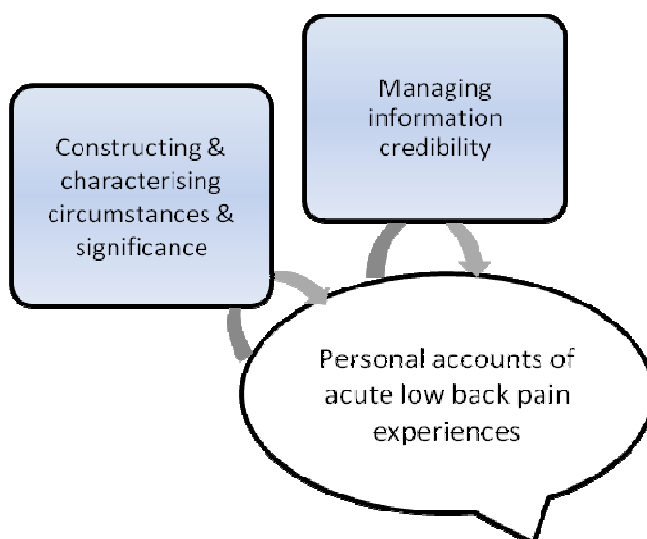 Constructing &
characterising
circumstances &
significance
Managing
information
credibility
Personal accounts of
acute low back pain
experiences